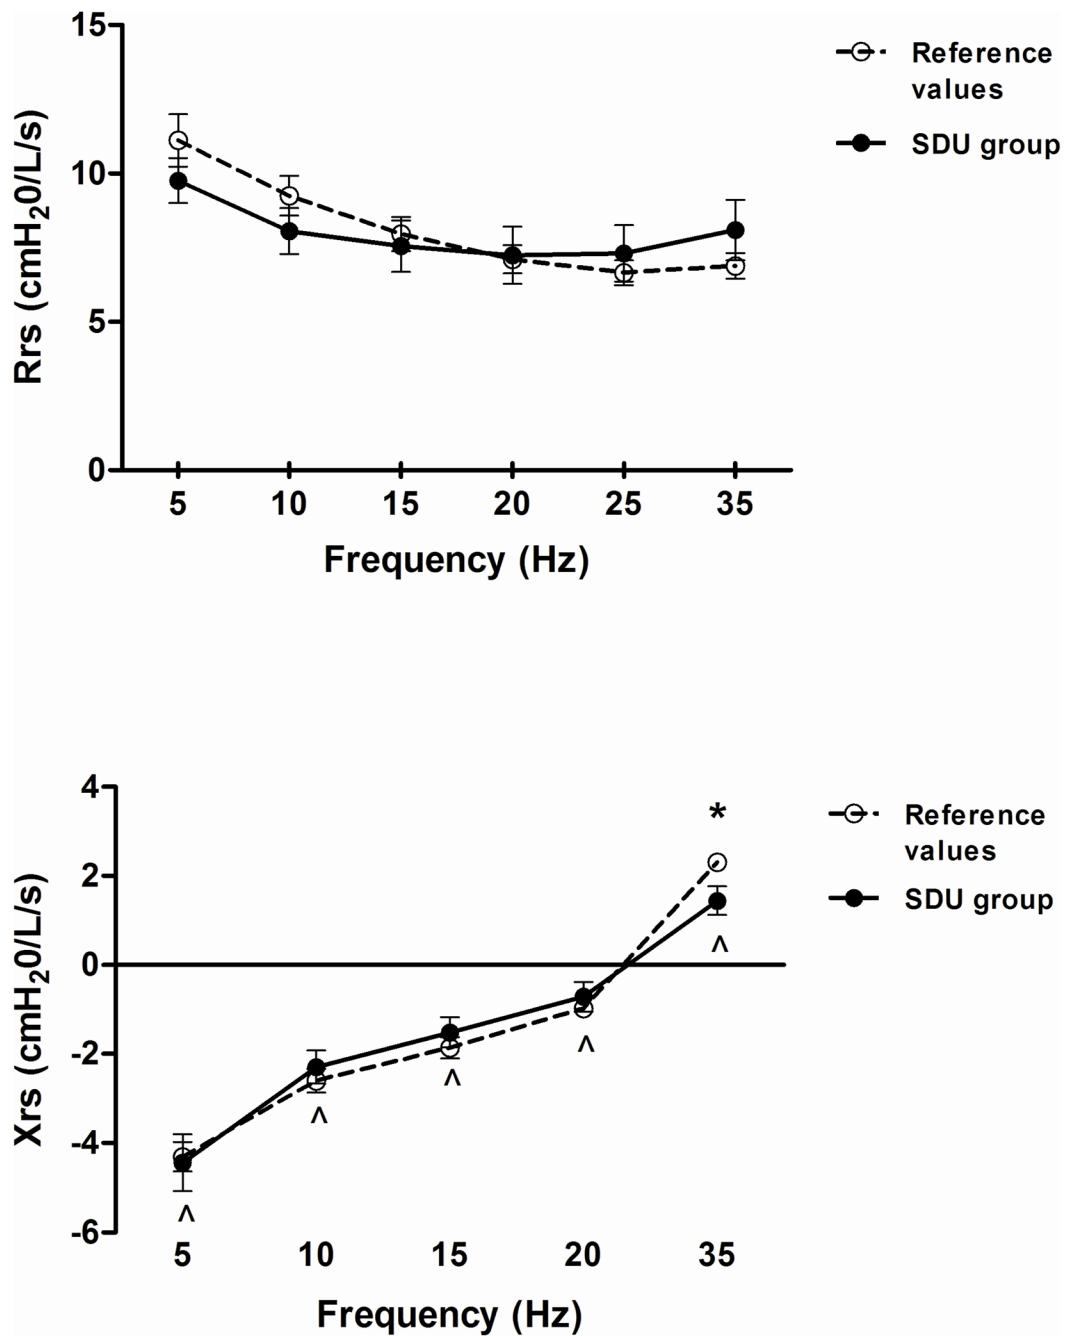 15
10
5
0
Rrs (cmH₂0/L/s)
5 10 15 20 25 35
Frequency (Hz)
Reference
values
SDU group
4
2
0
-2
-4
-6
Xrs (cmH₂0/L/s)
*
^
^
^
^
^
5 10 15 20 35
Frequency (Hz)
Reference
values
SDU group